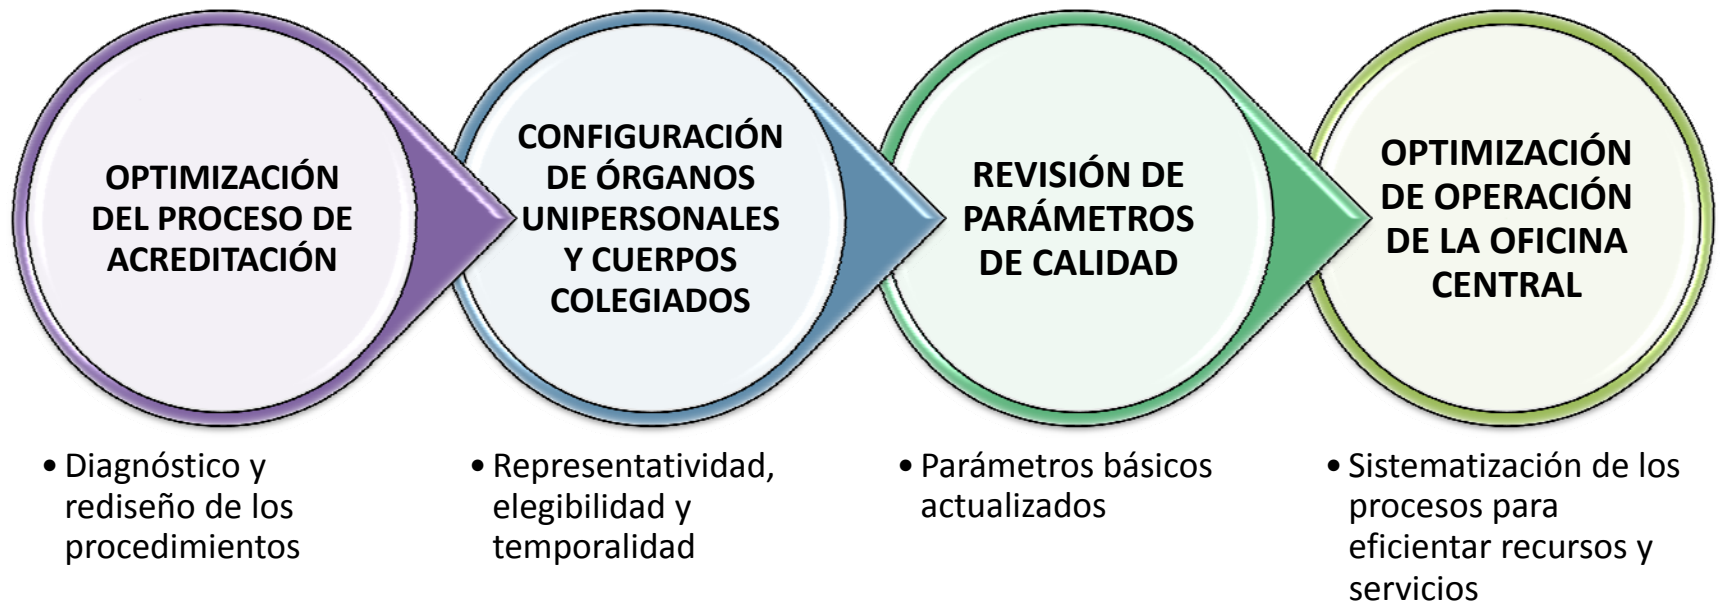 OPTIMIZACIÓN
DEL PROCESO DE
ACREDITACIÓN
• Diagnóstico y
rediseño de los
procedimientos
CONFIGURACIÓN
DE ÓRGANOS
UNIPERSONALES
Y CUERPOS
COLEGIADOS
• Representatividad,
elegibilidad y
temporalidad
REVISIÓN DE
PARÁMETROS
DE CALIDAD
• Parámetros básicos
actualizados
OPTIMIZACIÓN
DE OPERACIÓN
DE LA OFICINA
CENTRAL
• Sistematización de los
procesos para
eficientar recursos y
servicios